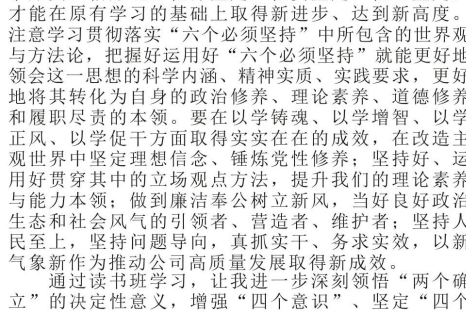 才能在原有学习的基础上取得新进步、达到新高度。
注意学习贯彻落实“六个必须坚持”中所包含的世界观
与方法论，把握好运用好“六个必须坚持”就能更好地
领会这一思想的科学内涵、精神实质、实践要求，更好
地将其转化为自身的政治修养、理论素养、道德修养
和履职尽责的本领。要在以学铸魂、以学增智、以学
正风、以学促干方面取得实实在在的成效，在改造主
观世界中坚定理想信念、锤炼党性修养；坚持好、运
用好贯穿其中的立场观点方法，提升我们的理论素养
与能力本领；做到廉洁奉公树立新风，当好良好政治
生态和社会风气的引领者、营造者、维护者；坚持人
民至上，坚持问题导向，真抓实干、务求实效，以新
气象新作为推动公司高质量发展取得新成效。
通过读书班学习，让我进一步深刻领悟“两个确
立”的决定性意义，增强“四个意识”、坚定“四个